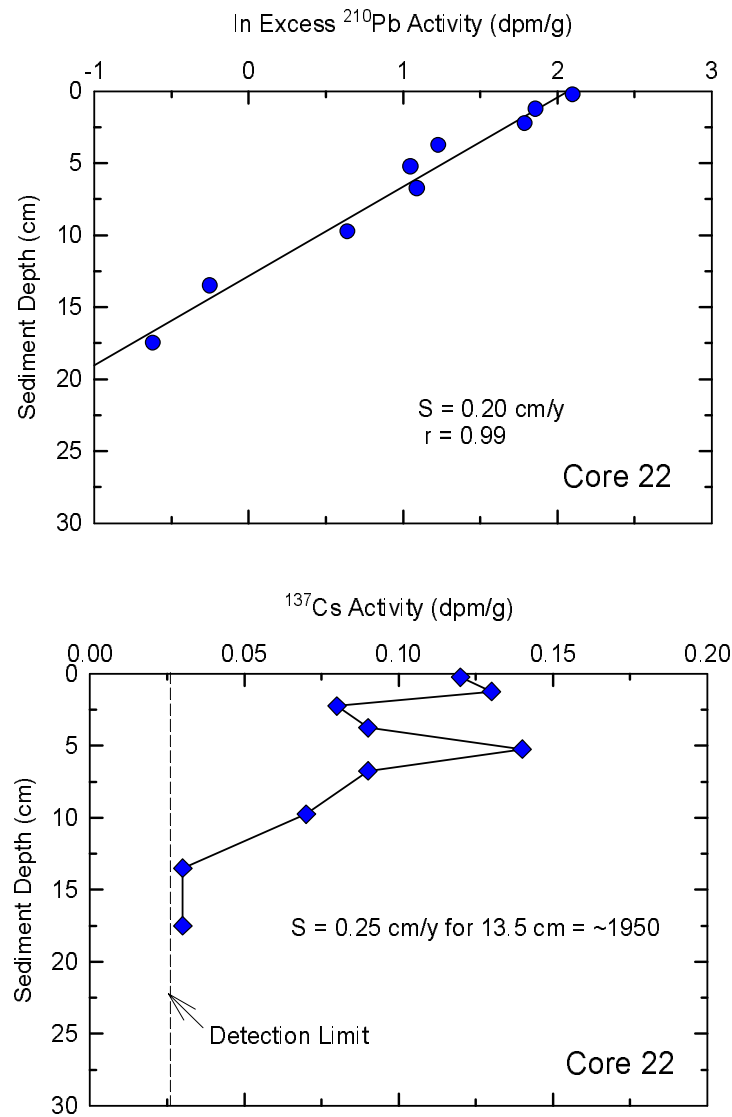 ln Excess ²¹⁰Pb Activity (dpm/g)
-1 0 1 2 3
0
5
10
15
20
25
30
Sediment Depth (cm)
S = 0.20 cm/y
r = 0.99
Core 22
¹³⁷Cs Activity (dpm/g)
0.00 0.05 0.10 0.15 0.20
0
5
10
15
20
25
30
Sediment Depth (cm)
S = 0.25 cm/y for 13.5 cm = ~1950
Detection Limit
Core 22